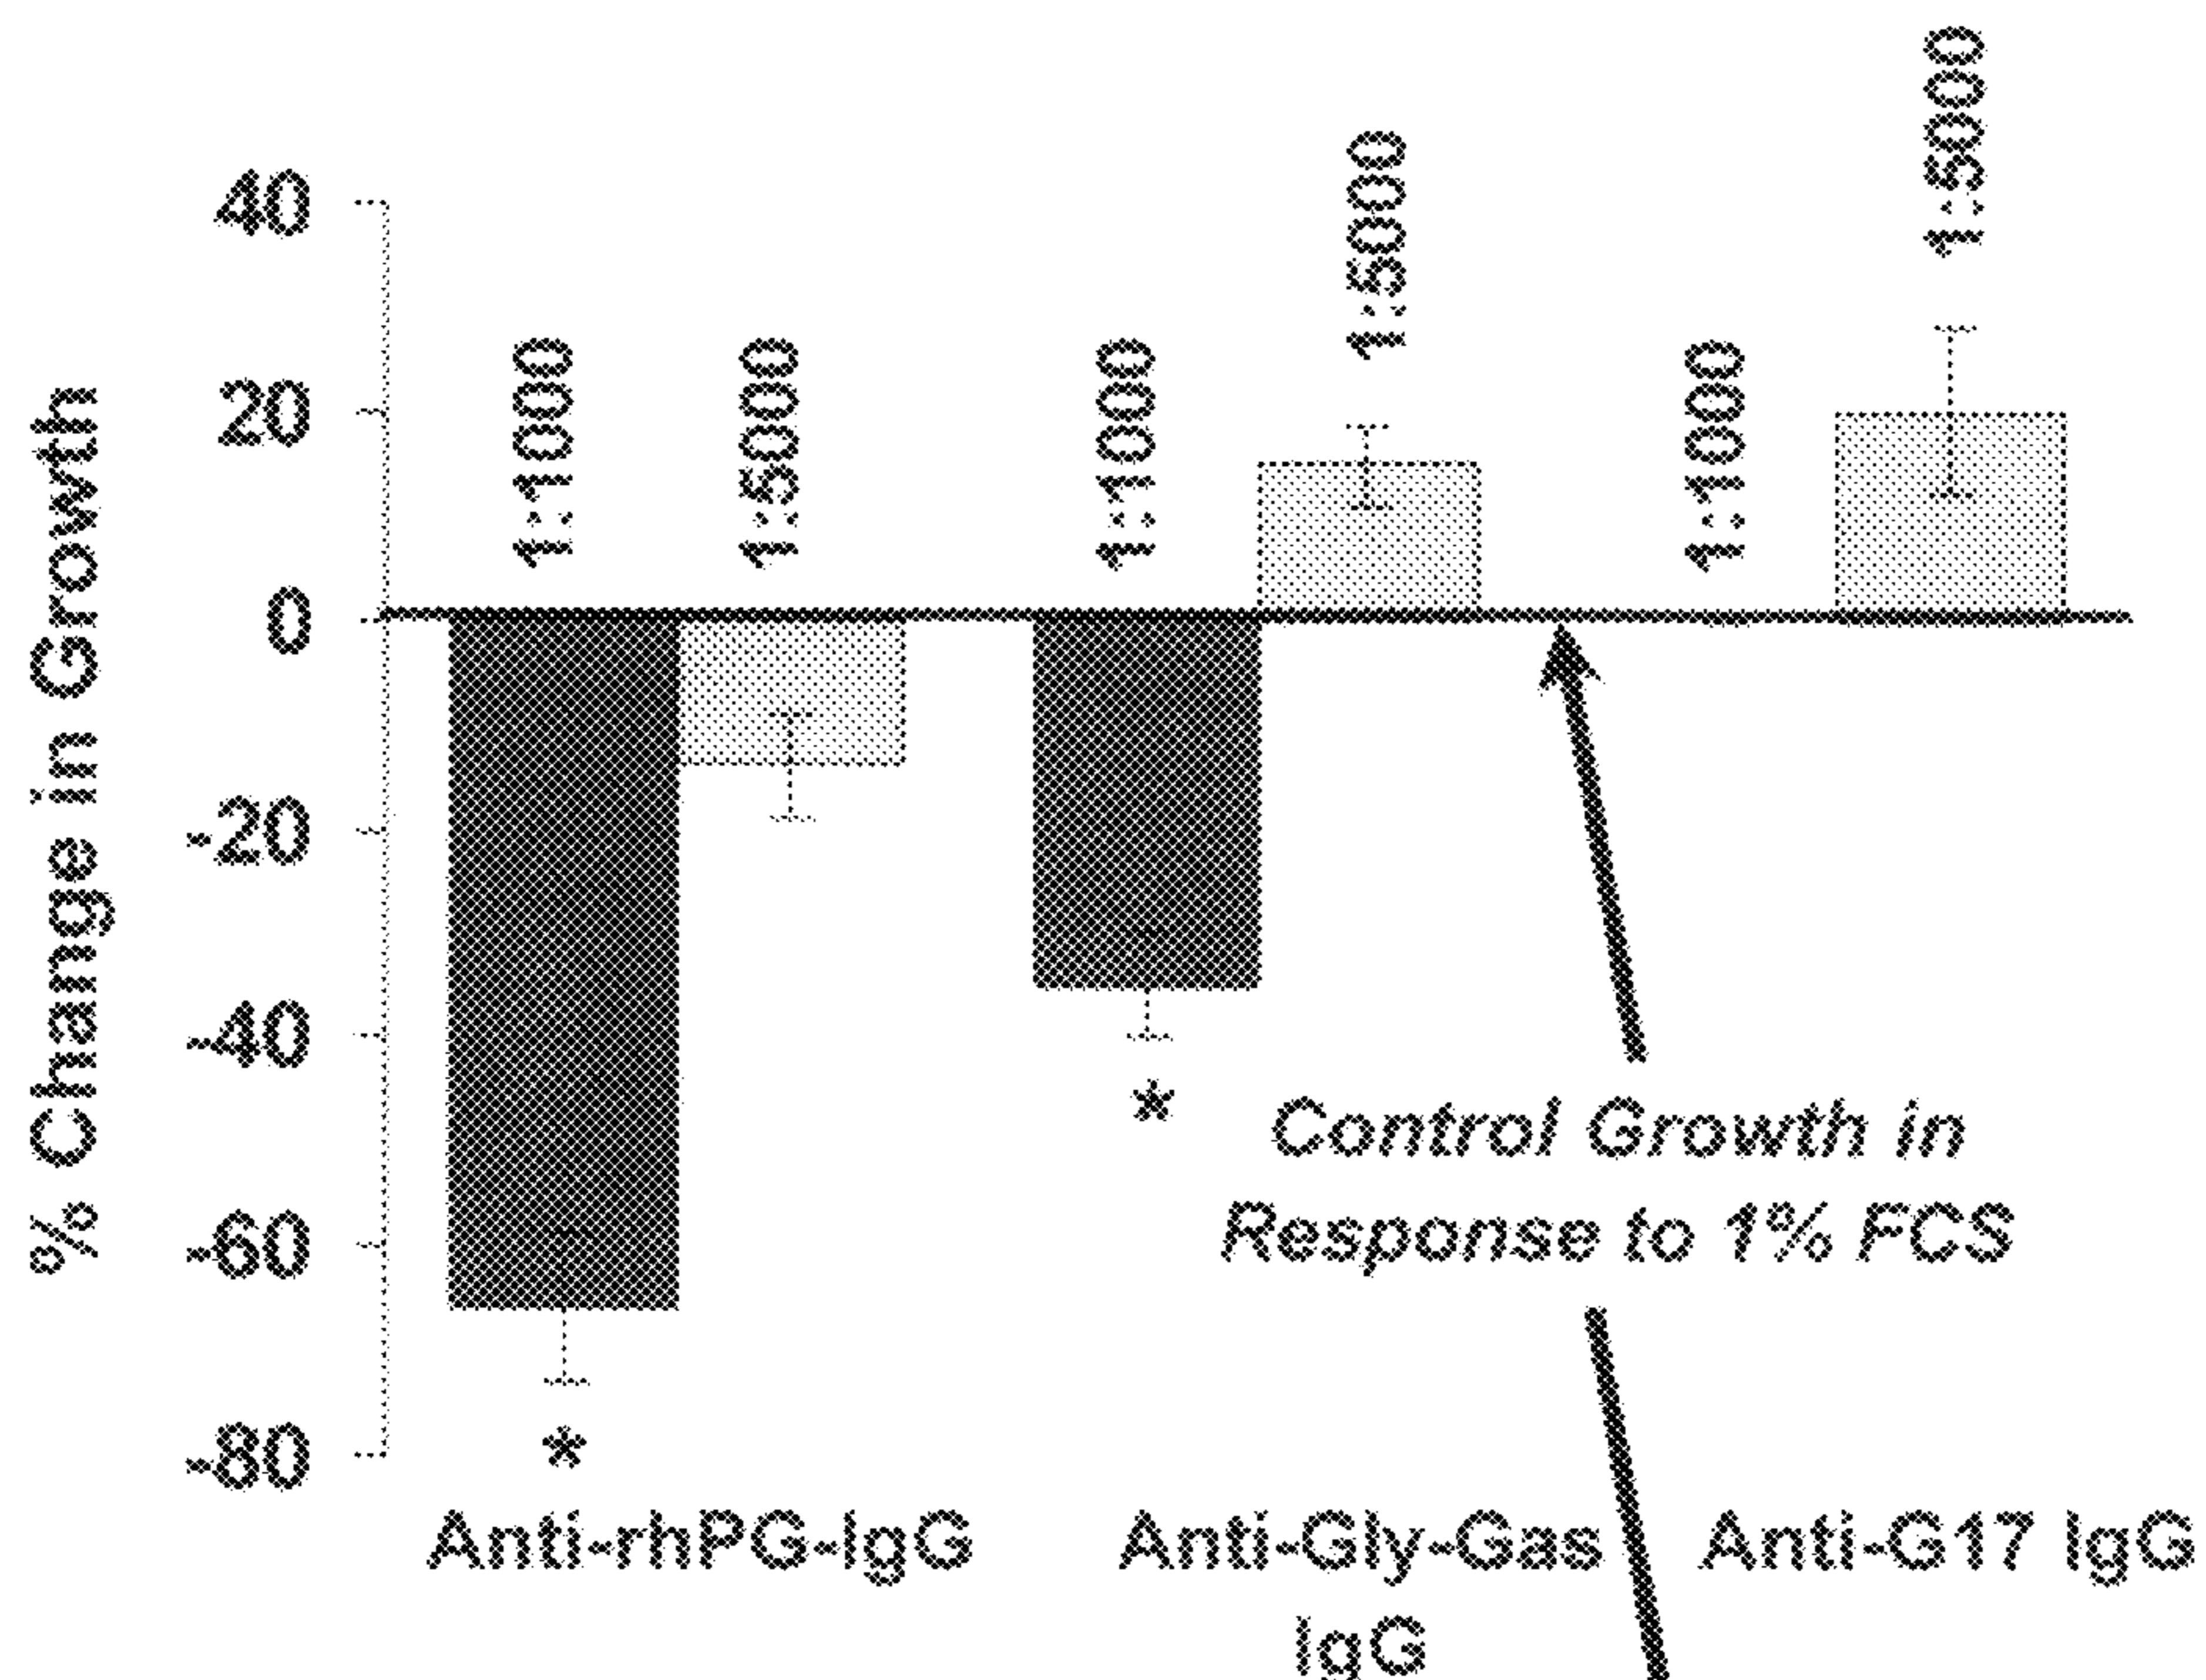 % Change in Growth
40
20
0
-20
-40
-60
-80
1:1000
1:5000
1:1000
1:5000
1:1000
1:5000
*
*
Control Growth in
Response to 1% FCS
Anti-rhPG-IgG
Anti-Gly-Gas
IgG
Anti-G17 IgG